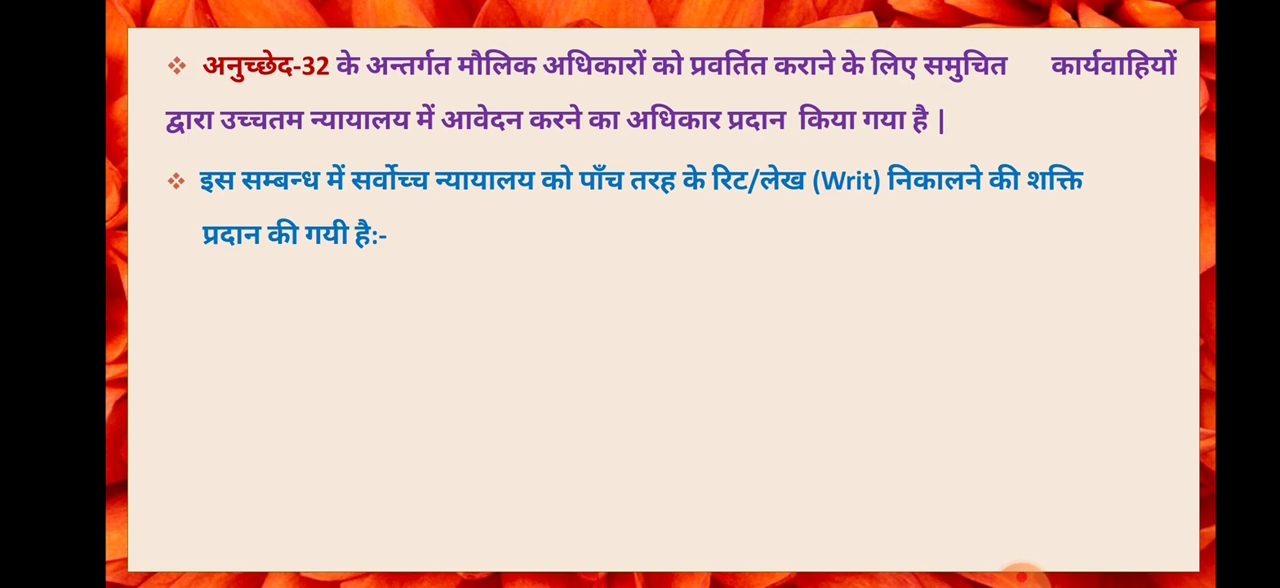 ❖ अनुच्छेद-32 के अन्तर्गत मौलिक अधिकारों को प्रवर्तित कराने के लिए समुचित कार्यवाहियों
द्वारा उच्चतम न्यायालय में आवेदन करने का अधिकार प्रदान किया गया है |
❖ इस सम्बन्ध में सर्वोच्च न्यायालय को पाँच तरह के रिट/लेख (Writ) निकालने की शक्ति
प्रदान की गयी है:-